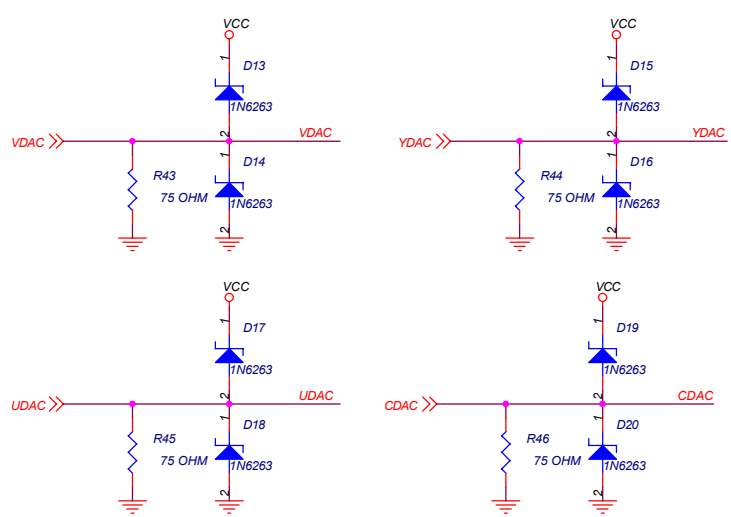 VCC
1
D13
1N6263
2
VDAC
VDAC
1
D14
R43
75 OHM
1N6263
2
VCC
1
D15
1N6263
2
YDAC
YDAC
1
D16
R44
75 OHM
1N6263
2
VCC
1
D17
1N6263
2
UDAC
UDAC
1
D18
R45
75 OHM
1N6263
2
VCC
1
D19
1N6263
2
CDAC
CDAC
1
D20
R46
75 OHM
1N6263
2